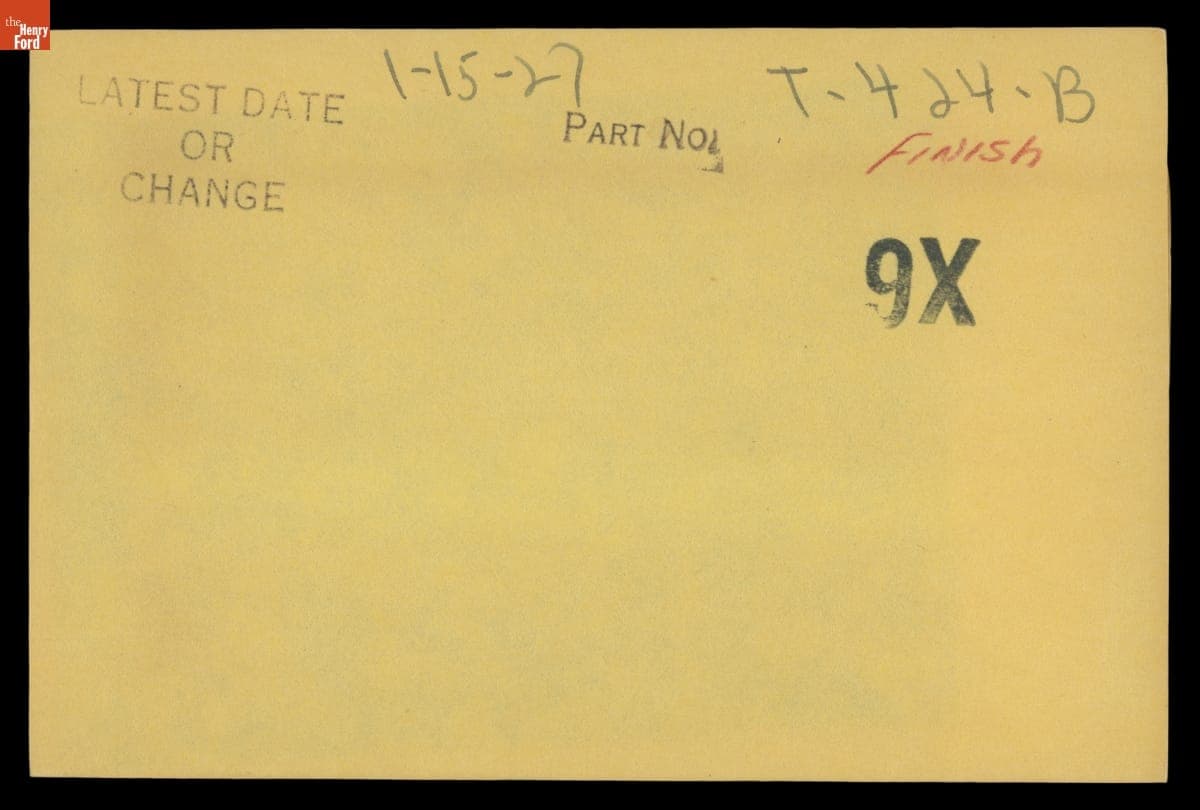 the
Henry
Ford
LATEST DATE
OR
CHANGE
1-15-27
PART NO.
T-424-B
FINISH
9X